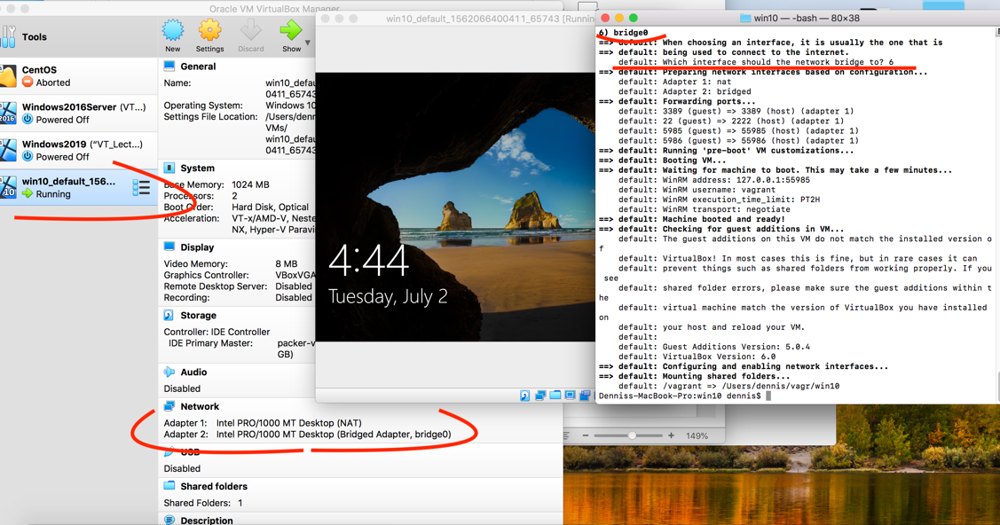 Oracle VM VirtualBox Manager
Tools
New
Settings
Discard
Show
CentOS
Aborted
Windows2016Server (VT...)
Powered Off
Windows2019 ("VT_Lect...)
Powered Off
win10_default_156...
Running
2016
10
General
Name: win10_defau
0411_65743
Operating System: Windows 10
Settings File Location: /Users/denn
VMs/
win10_defau
0411_65743
System
Base Memory: 1024 MB
Processors: 2
Boot Order: Hard Disk, Optical
Acceleration: VT-x/AMD-V, Neste
NX, Hyper-V Paravi
Display
Video Memory: 8 MB
Graphics Controller: VBoxVGA
Remote Desktop Server: Disabled
Recording: Disabled
Storage
Controller: IDE Controller
IDE Primary Master: packer-v
GB)
Audio
Disabled
Network
Adapter 1: Intel PRO/1000 MT Desktop (NAT)
Adapter 2: Intel PRO/1000 MT Desktop (Bridged Adapter, bridge0)
USB
Disabled
Shared folders
Shared Folders: 1
Description
win10_default_1562066400411_65743 [Running
4:44
Tuesday, July 2
149%
win10 — -bash — 80×38
6) bridge0
==> default: When choosing an interface, it is usually the one that is
==> default: being used to connect to the internet.
default: Which interface should the network bridge to? 6
==> default: Preparing network interfaces based on configuration...
default: Adapter 1: nat
default: Adapter 2: bridged
==> default: Forwarding ports...
default: 3389 (guest) => 3389 (host) (adapter 1)
default: 22 (guest) => 2222 (host) (adapter 1)
default: 5985 (guest) => 55985 (host) (adapter 1)
default: 5986 (guest) => 55986 (host) (adapter 1)
==> default: Running 'pre-boot' VM customizations...
==> default: Booting VM...
==> default: Waiting for machine to boot. This may take a few minutes...
default: WinRM address: 127.0.0.1:55985
default: WinRM username: vagrant
default: WinRM execution_time_limit: PT2H
default: WinRM transport: negotiate
==> default: Machine booted and ready!
==> default: Checking for guest additions in VM...
default: The guest additions on this VM do not match the installed version o
f
default: VirtualBox! In most cases this is fine, but in rare cases it can
default: prevent things such as shared folders from working properly. If you
see
default: shared folder errors, please make sure the guest additions within t
he
default: virtual machine match the version of VirtualBox you have installed
on
default: your host and reload your VM.
default:
default: Guest Additions Version: 5.0.4
default: VirtualBox Version: 6.0
==> default: Configuring and enabling network interfaces...
==> default: Mounting shared folders...
default: /vagrant => /Users/dennis/vagr/win10
Denniss-MacBook-Pro:win10 dennis$